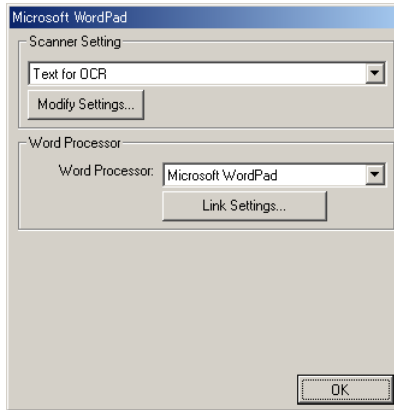 Microsoft WordPad
Scanner Setting
Text for OCR
Modify Settings...
Word Processor
Word Processor: Microsoft WordPad
Link Settings...
OK